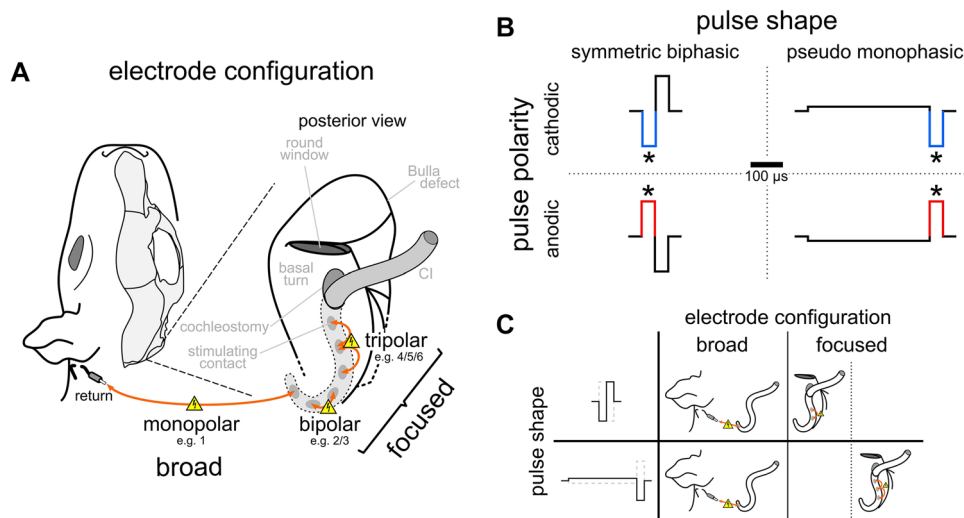 A
electrode configuration
posterior view
round
window
Bulla
defect
basal
turn
CI
cochleostomy
stimulating
contact
tripolar
e.g. 4/5/6
return
monopolar
e.g. 1
bipolar
e.g. 2/3
broad
focused
B
pulse shape
symmetric biphasic
pseudo monophasic
pulse polarity
cathodic
*
*
100 µs
anodic
*
*
C
electrode configuration
broad
focused
pulse shape